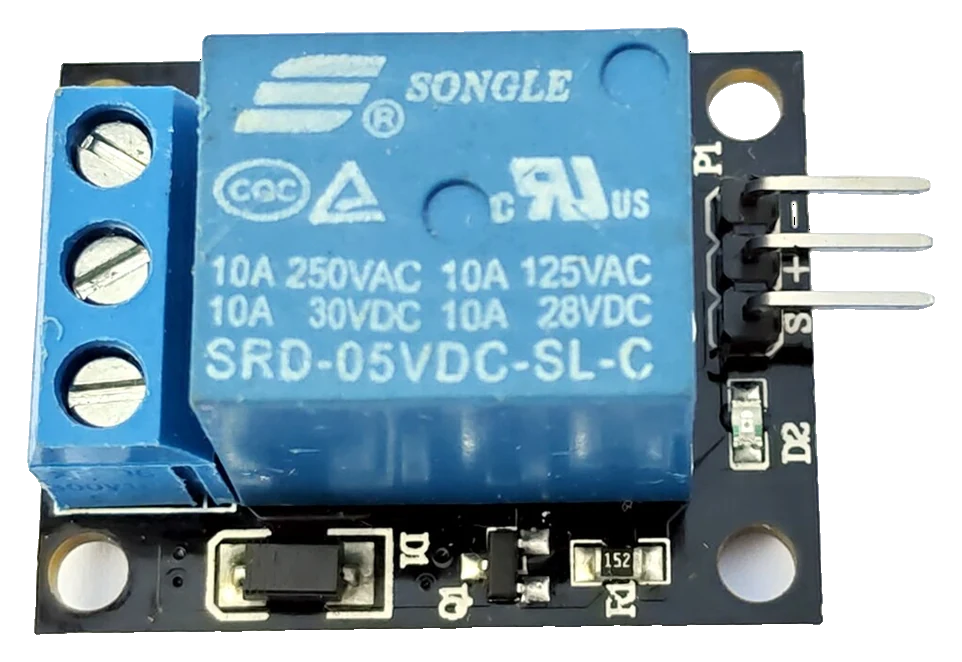 SONGLE
®
CQC
C US
10A 250VAC 10A 125VAC
10A 30VDC 10A 28VDC
SRD-05VDC-SL-C
P1
-
+
S
D2
D1
Q1
152
R1